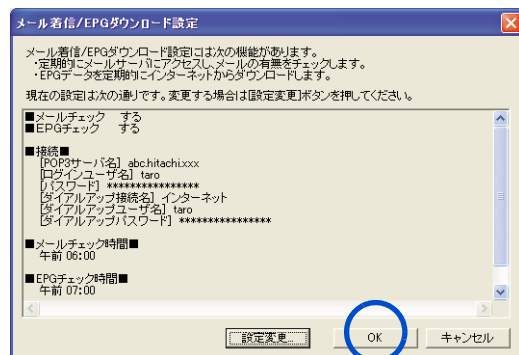 メール着信/EPGダウンロード設定
メール着信/EPGダウンロード設定には次の機能があります。
・定期的にメールサーバにアクセスし、メールの有無をチェックします。
・EPGデータを定期的にインターネットからダウンロードします。
現在の設定は次の通りです。変更する場合は[設定変更]ボタンを押してください。
■メールチェック　する
■EPGチェック　する
■接続■
[POP3サーバ名] abc.hitachi.xxx
[ログインユーザ名] taro
[パスワード] ****************
[ダイアルアップ接続名] インターネット
[ダイアルアップユーザ名] taro
[ダイアルアップパスワード] ****************
■メールチェック時間■
午前 06:00
■EPGチェック時間■
午前 07:00
設定変更... OK キャンセル